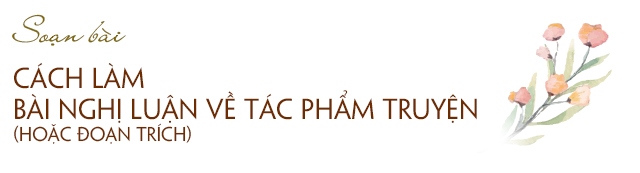 Soạn bài
CÁCH LÀM
BÀI NGHỊ LUẬN VỀ TÁC PHẨM TRUYỆN
(HOẶC ĐOẠN TRÍCH)